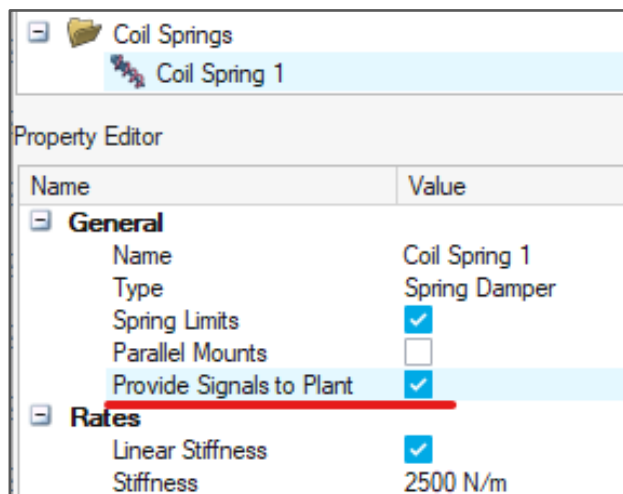 Coil Springs
Coil Spring 1
Property Editor
Name Value
General
Name Coil Spring 1
Type Spring Damper
Spring Limits
Parallel Mounts
Provide Signals to Plant
Rates
Linear Stiffness
Stiffness 2500 N/m